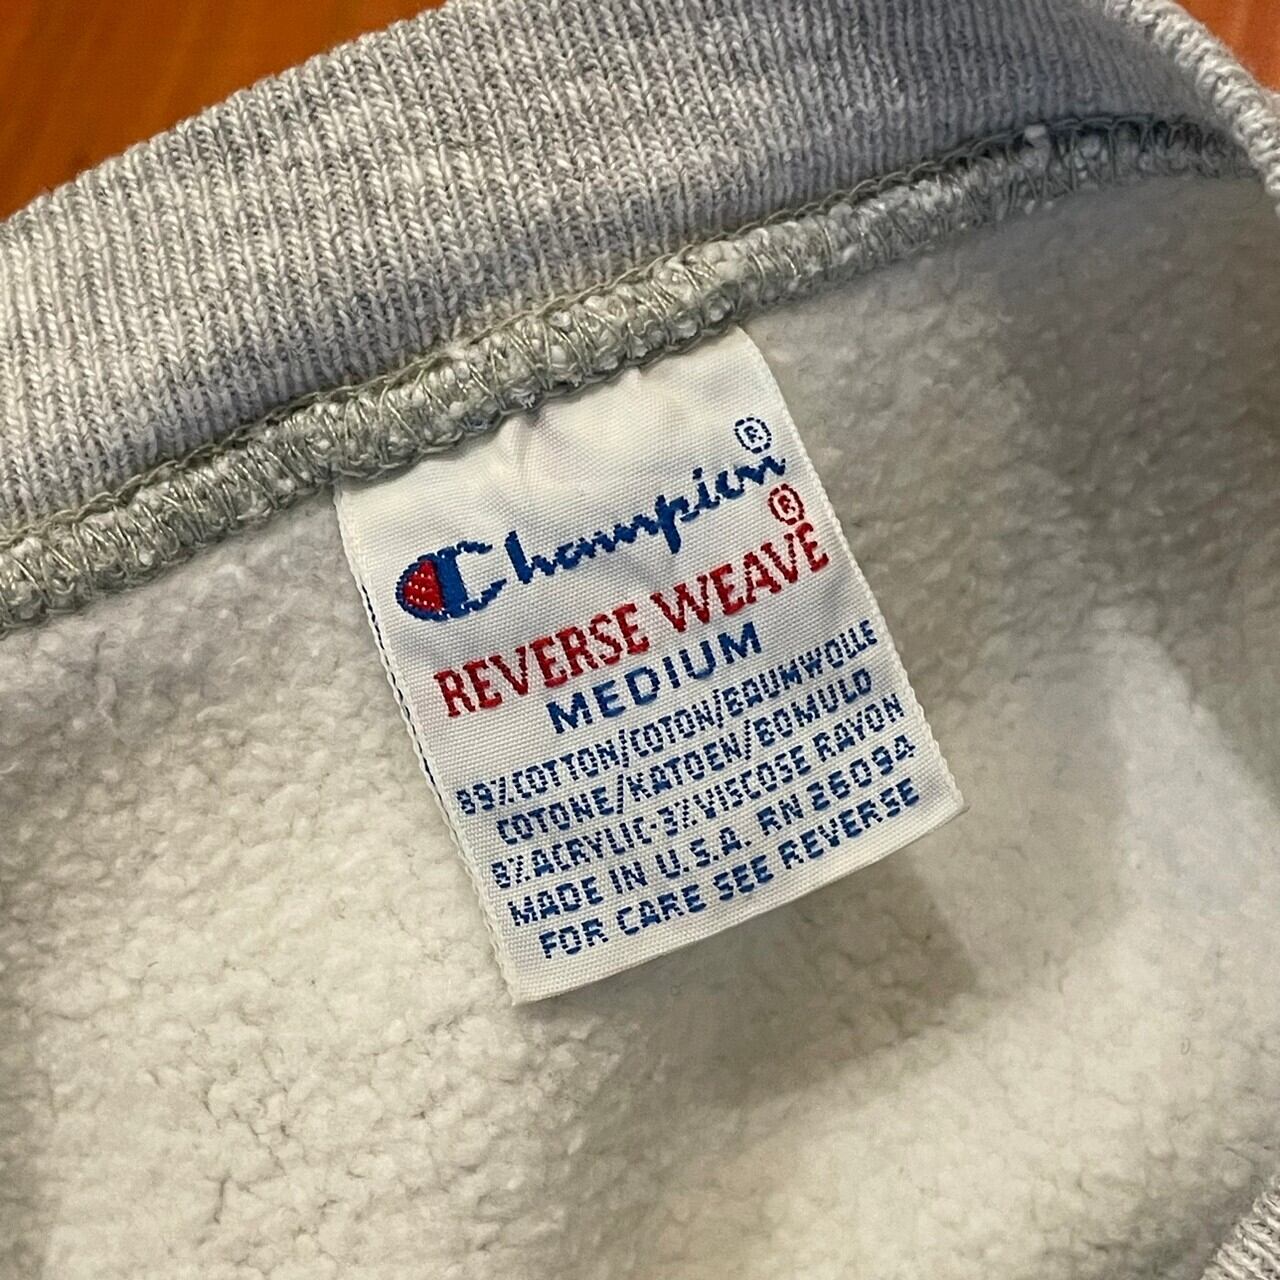 Champion®
REVERSE WEAVE®
MEDIUM
89%COTTON/COTON/BAUMWOLLE
COTONE/KATOEN/BOMULD
8%ACRYLIC-3%VISCOSE RAYON
MADE IN U.S.A. RN 26094
FOR CARE SEE REVERSE